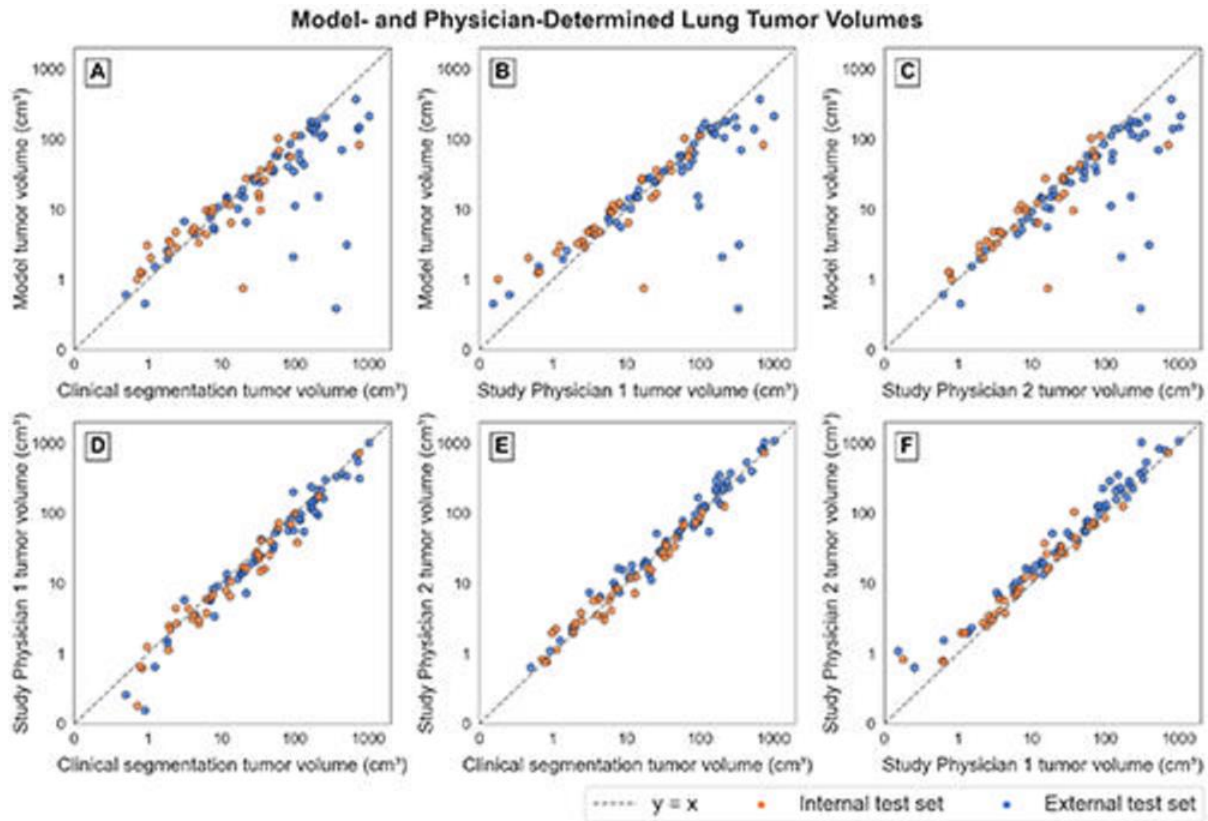 Model- and Physician-Determined Lung Tumor Volumes
A
Model tumor volume (cm³)
1000
100
10
1
0
0 1 10 100 1000
Clinical segmentation tumor volume (cm³)
B
Model tumor volume (cm³)
1000
100
10
1
0
0 1 10 100 1000
Study Physician 1 tumor volume (cm³)
C
Model tumor volume (cm³)
1000
100
10
1
0
0 1 10 100 1000
Study Physician 2 tumor volume (cm³)
D
Study Physician 1 tumor volume (cm³)
1000
100
10
1
0
0 1 10 100 1000
Clinical segmentation tumor volume (cm³)
E
Study Physician 2 tumor volume (cm³)
1000
100
10
1
0
0 1 10 100 1000
Clinical segmentation tumor volume (cm³)
F
Study Physician 2 tumor volume (cm³)
1000
100
10
1
0
0 1 10 100 1000
Study Physician 1 tumor volume (cm³)
y = x Internal test set External test set